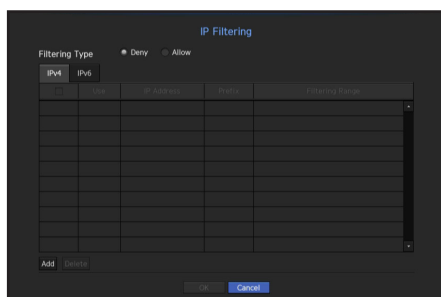 IP Filtering
Filtering Type Deny Allow
IPv4 IPv6
Use IP Address Prefix Filtering Range
Add Delete
OK Cancel